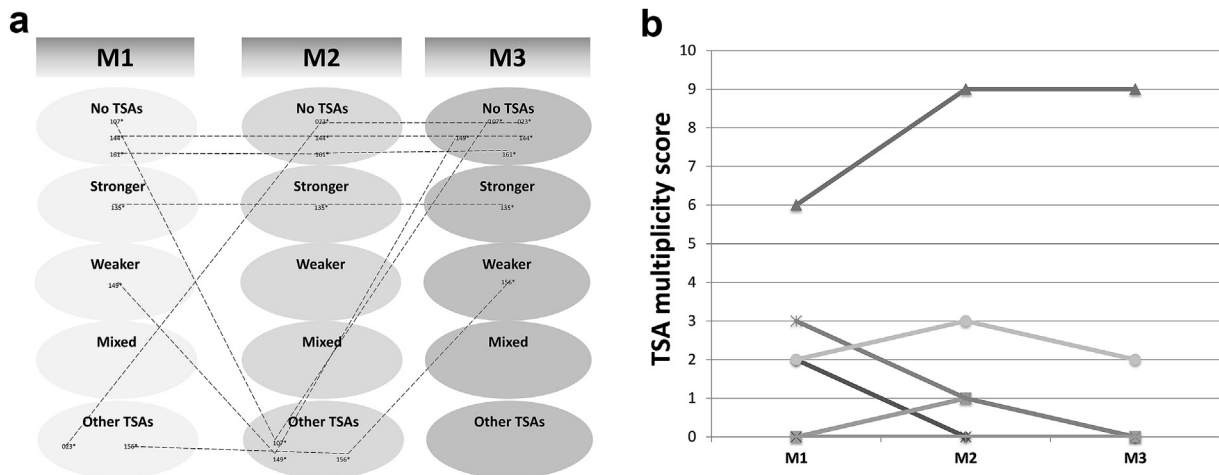 a
M1 M2 M3
No TSAs No TSAs No TSAs
107* 023* 107* 023*
144* 144* 149* 144*
161* 161* 161*
Stronger Stronger Stronger
135* 135* 135*
Weaker Weaker Weaker
149* 156*
Mixed Mixed Mixed
Other TSAs Other TSAs Other TSAs
023* 156* 107*
149* 156*
b
TSA multiplicity score
10
9
8
7
6
5
4
3
2
1
0
M1 M2 M3